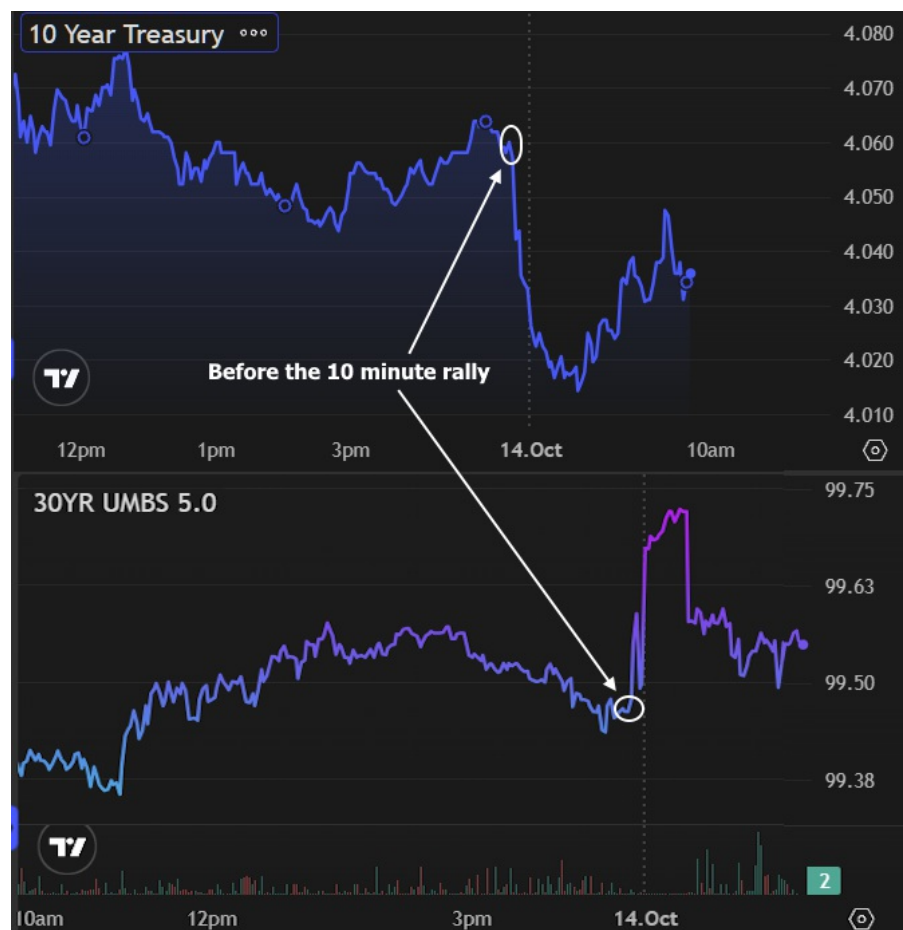 10 Year Treasury ooo
4.080
4.070
4.060
4.050
4.040
4.030
4.020
4.010
Before the 10 minute rally
12pm 1pm 3pm 14.Oct 10am
30YR UMBS 5.0
99.75
99.63
99.50
99.38
2
10am 12pm 3pm 14.Oct